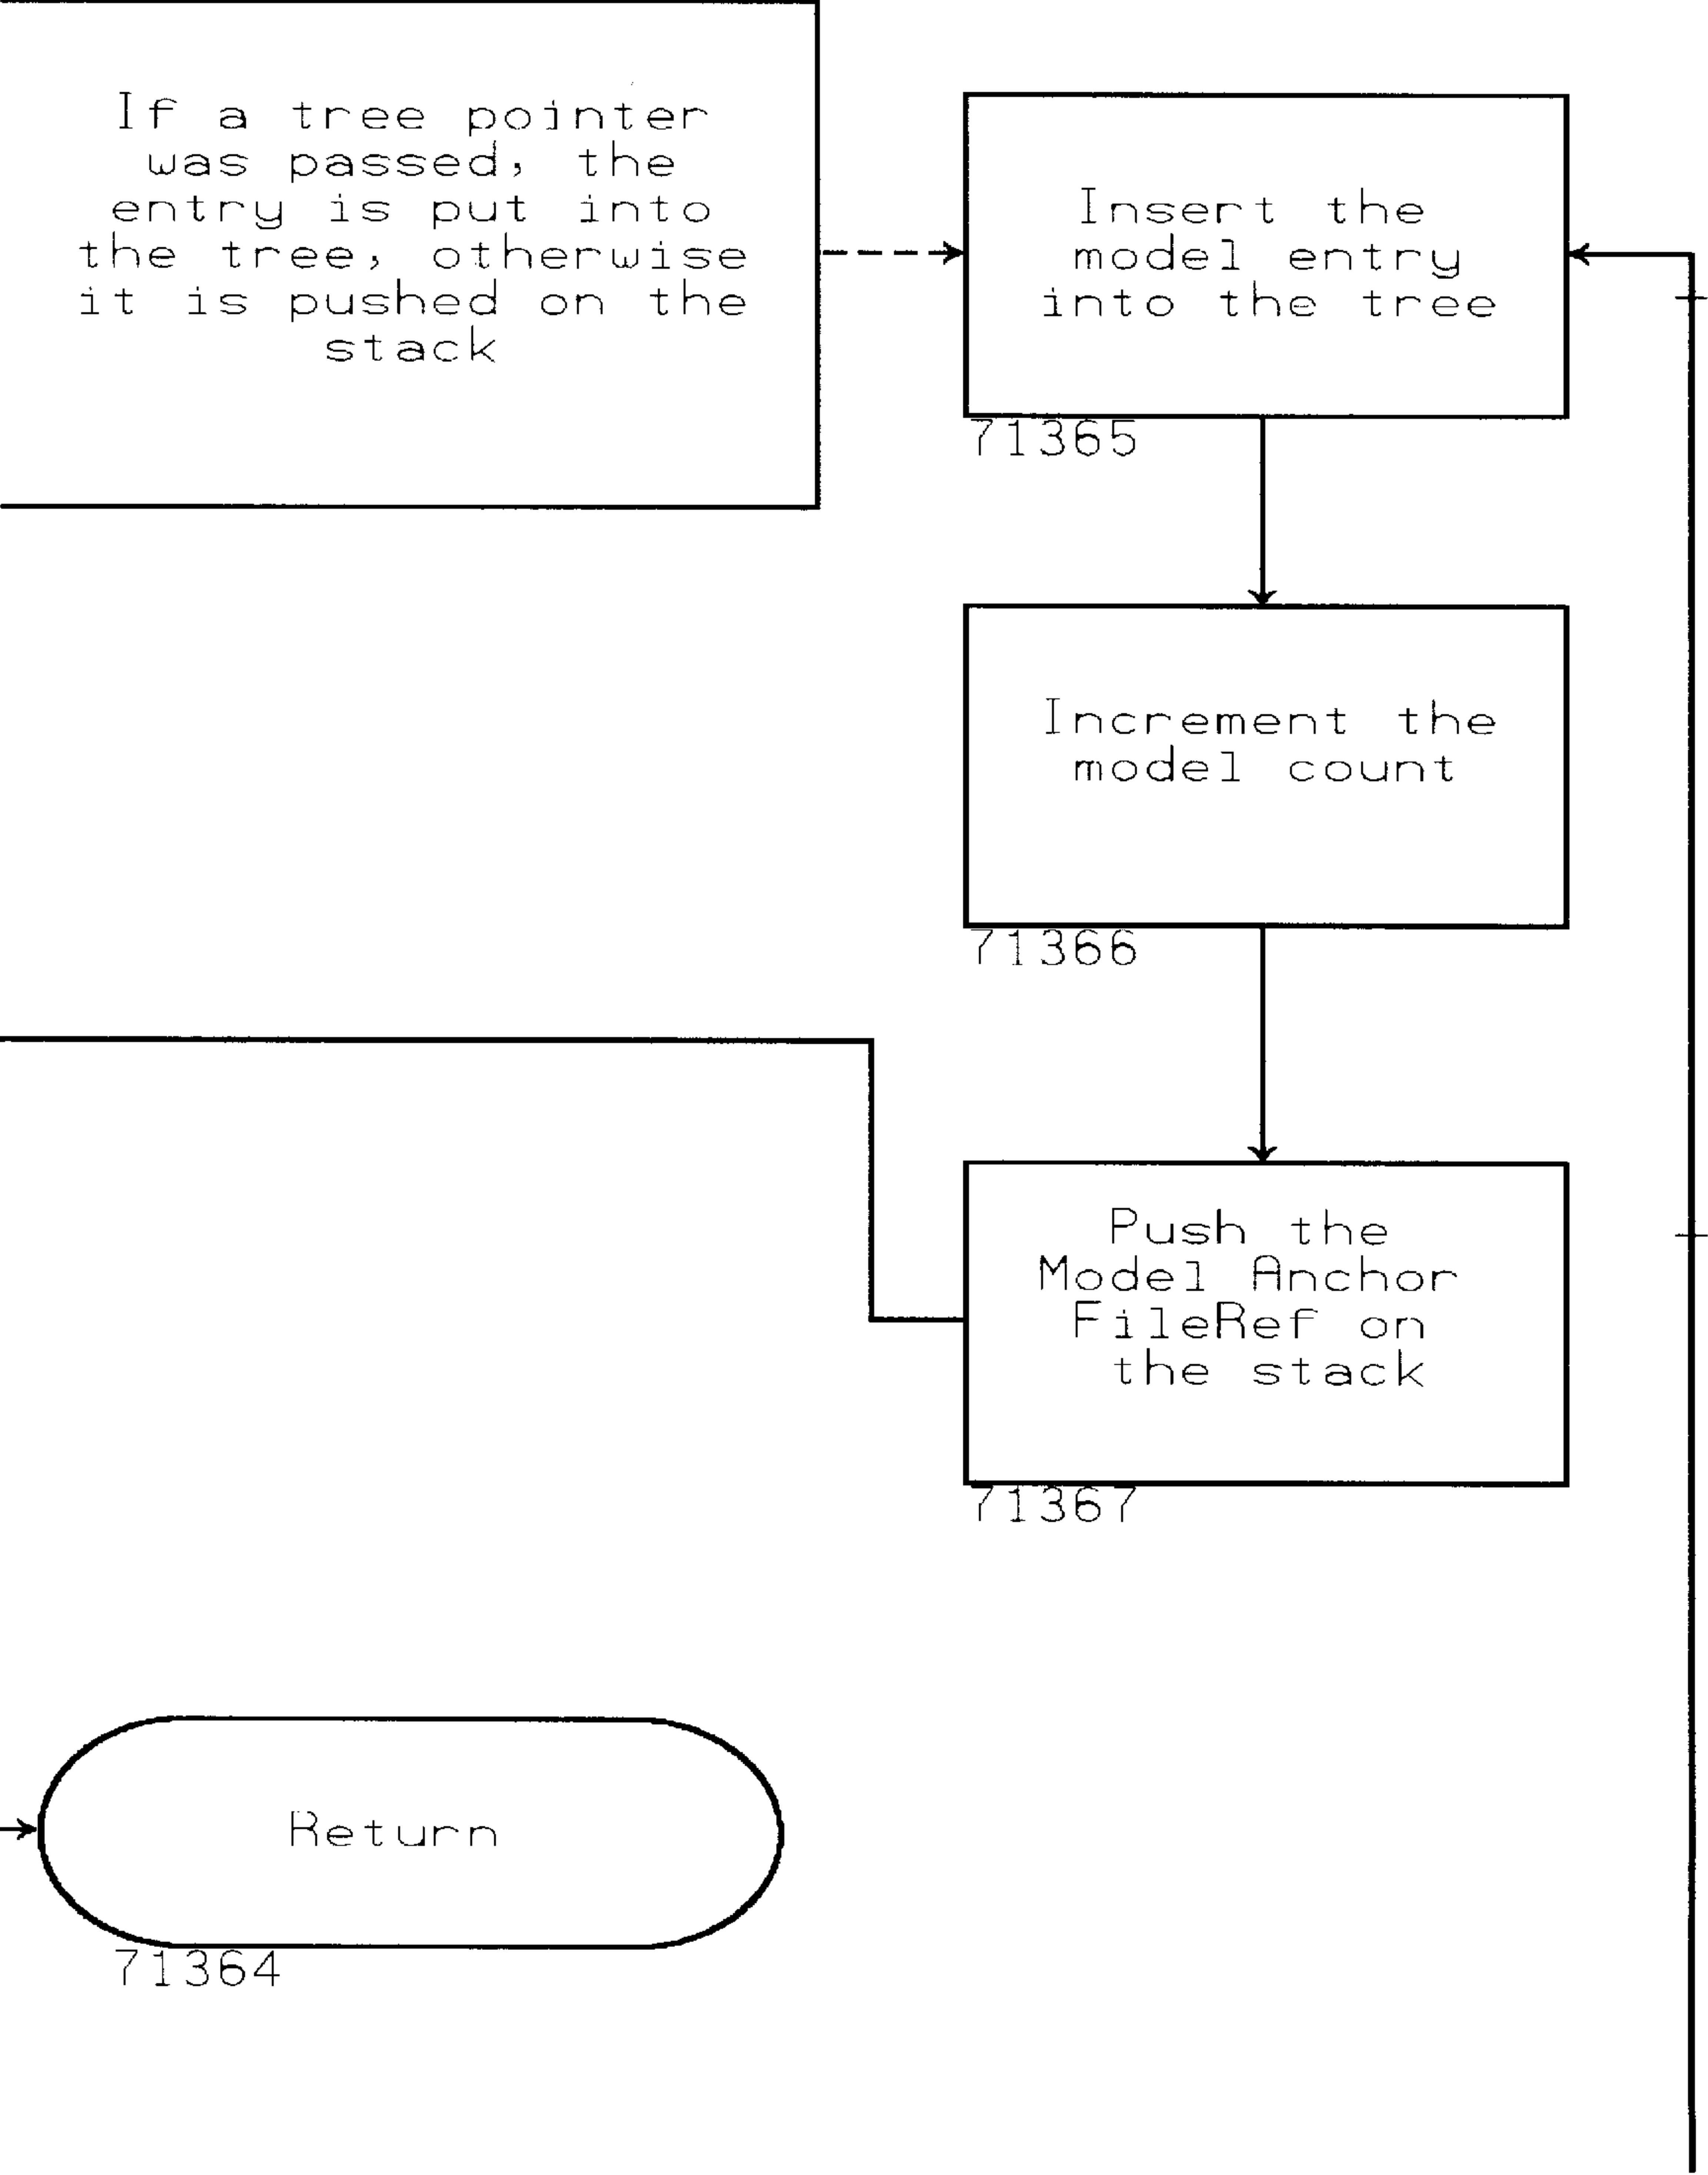 If a tree pointer
was passed, the
entry is put into
the tree, otherwise
it is pushed on the
stack
Insert the
model entry
into the tree
71365
Increment the
model count
71366
Push the
Model Anchor
FileRef on
the stack
71367
Return
71364